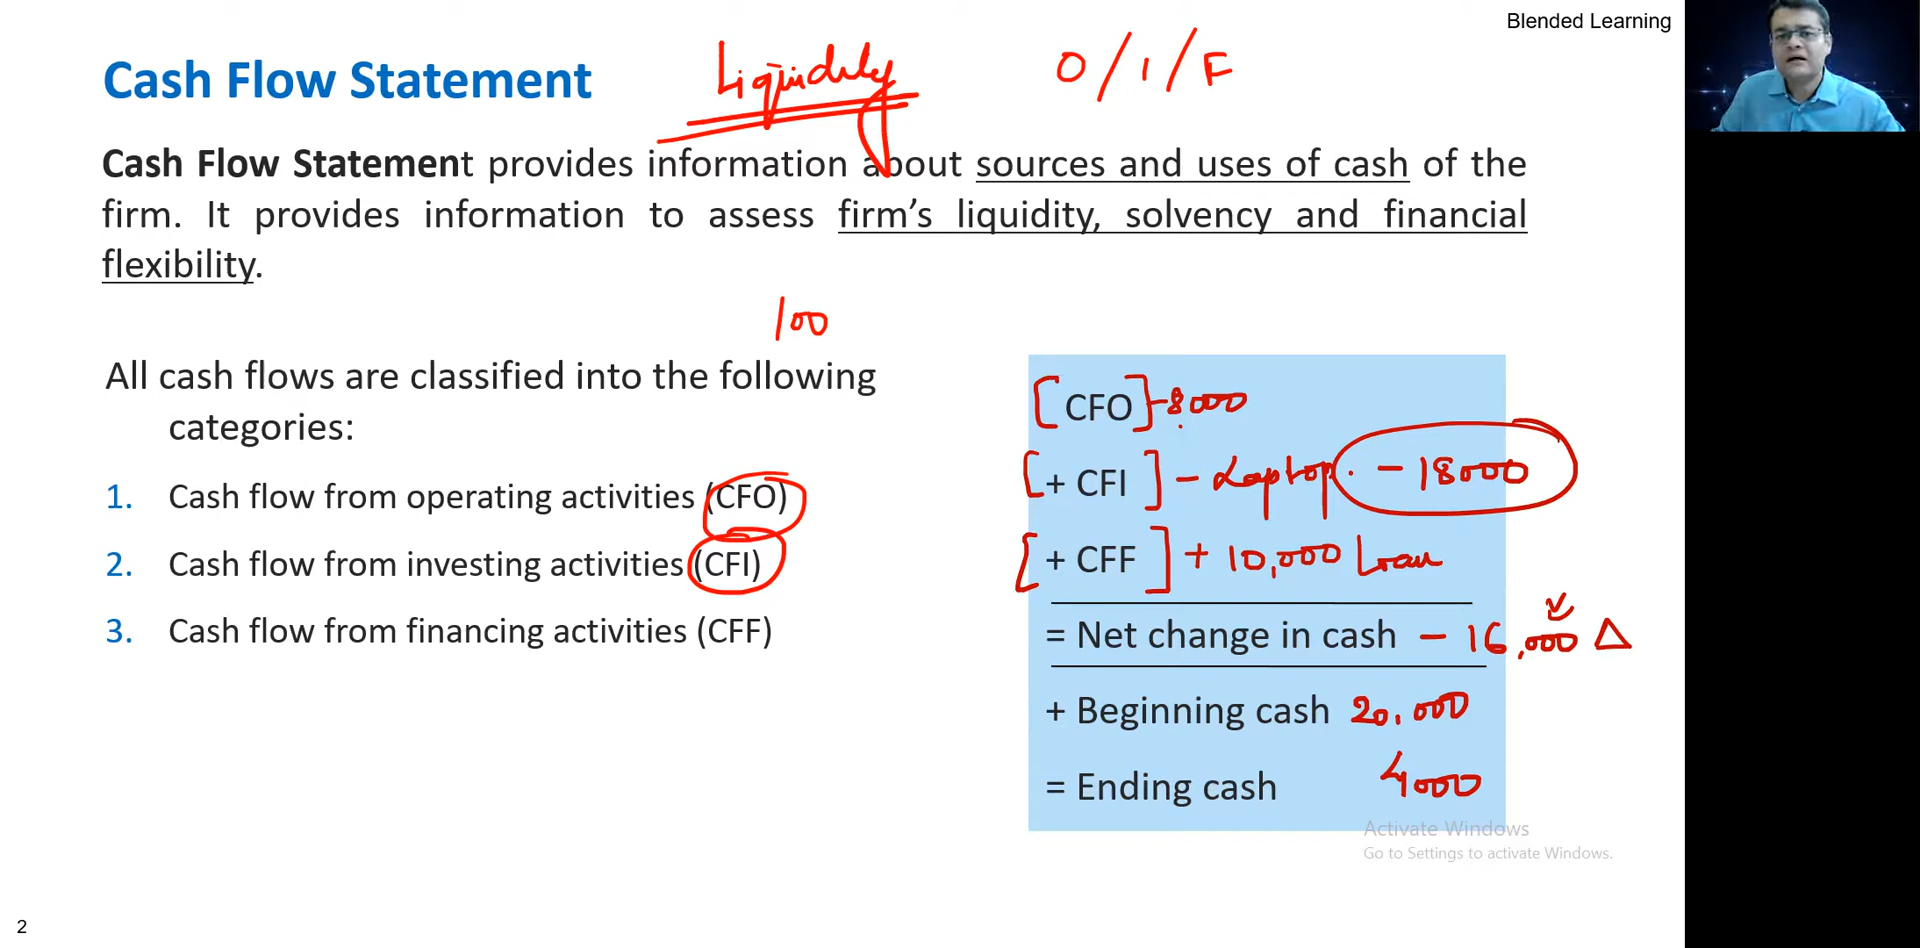 Blended Learning
Cash Flow Statement
Liquidity
O / I / F
Cash Flow Statement provides information about sources and uses of cash of the
firm. It provides information to assess firm's liquidity, solvency and financial
flexibility.
100
All cash flows are classified into the following
categories:
1. Cash flow from operating activities (CFO)
2. Cash flow from investing activities (CFI)
3. Cash flow from financing activities (CFF)
[CFO] -8000
[+ CFI] - Laptop. - 18000
[+ CFF] + 10,000 Loan
= Net change in cash - 16,000 Δ
+ Beginning cash 20,000
= Ending cash 4000
Activate Windows
Go to Settings to activate Windows.
2